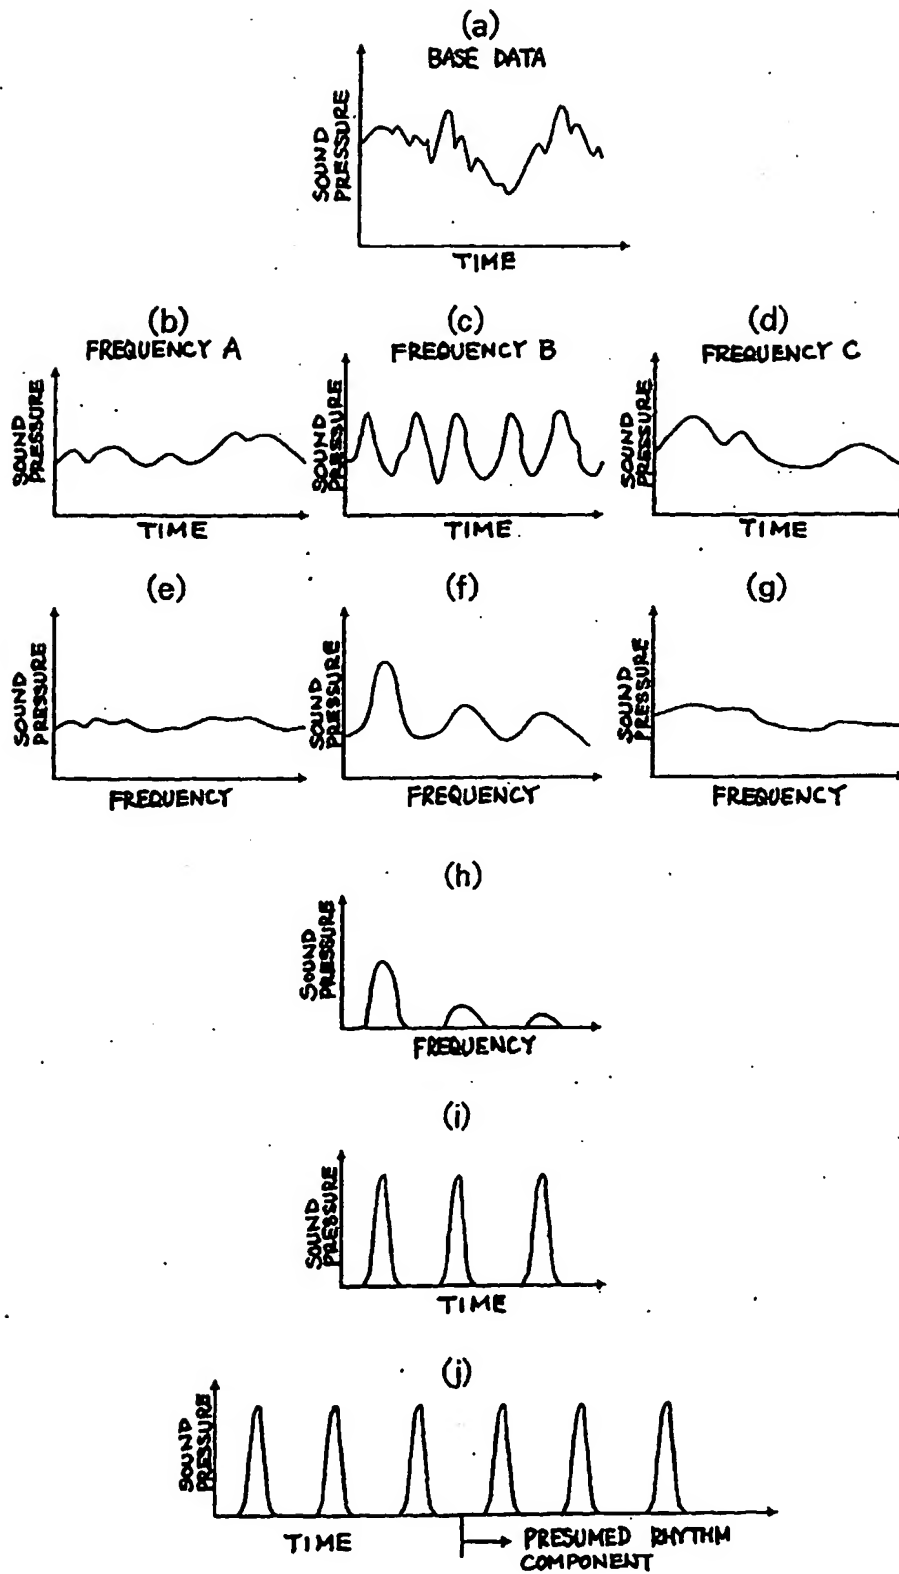 (a)
BASE DATA
SOUND
PRESSURE
TIME
(b)
FREQUENCY A
SOUND
PRESSURE
TIME
(c)
FREQUENCY B
SOUND
PRESSURE
TIME
(d)
FREQUENCY C
SOUND
PRESSURE
TIME
(e)
SOUND
PRESSURE
FREQUENCY
(f)
SOUND
PRESSURE
FREQUENCY
(g)
SOUND
PRESSURE
FREQUENCY
(h)
SOUND
PRESSURE
FREQUENCY
(i)
SOUND
PRESSURE
TIME
(j)
SOUND
PRESSURE
TIME
PRESUMED RHYTHM
COMPONENT